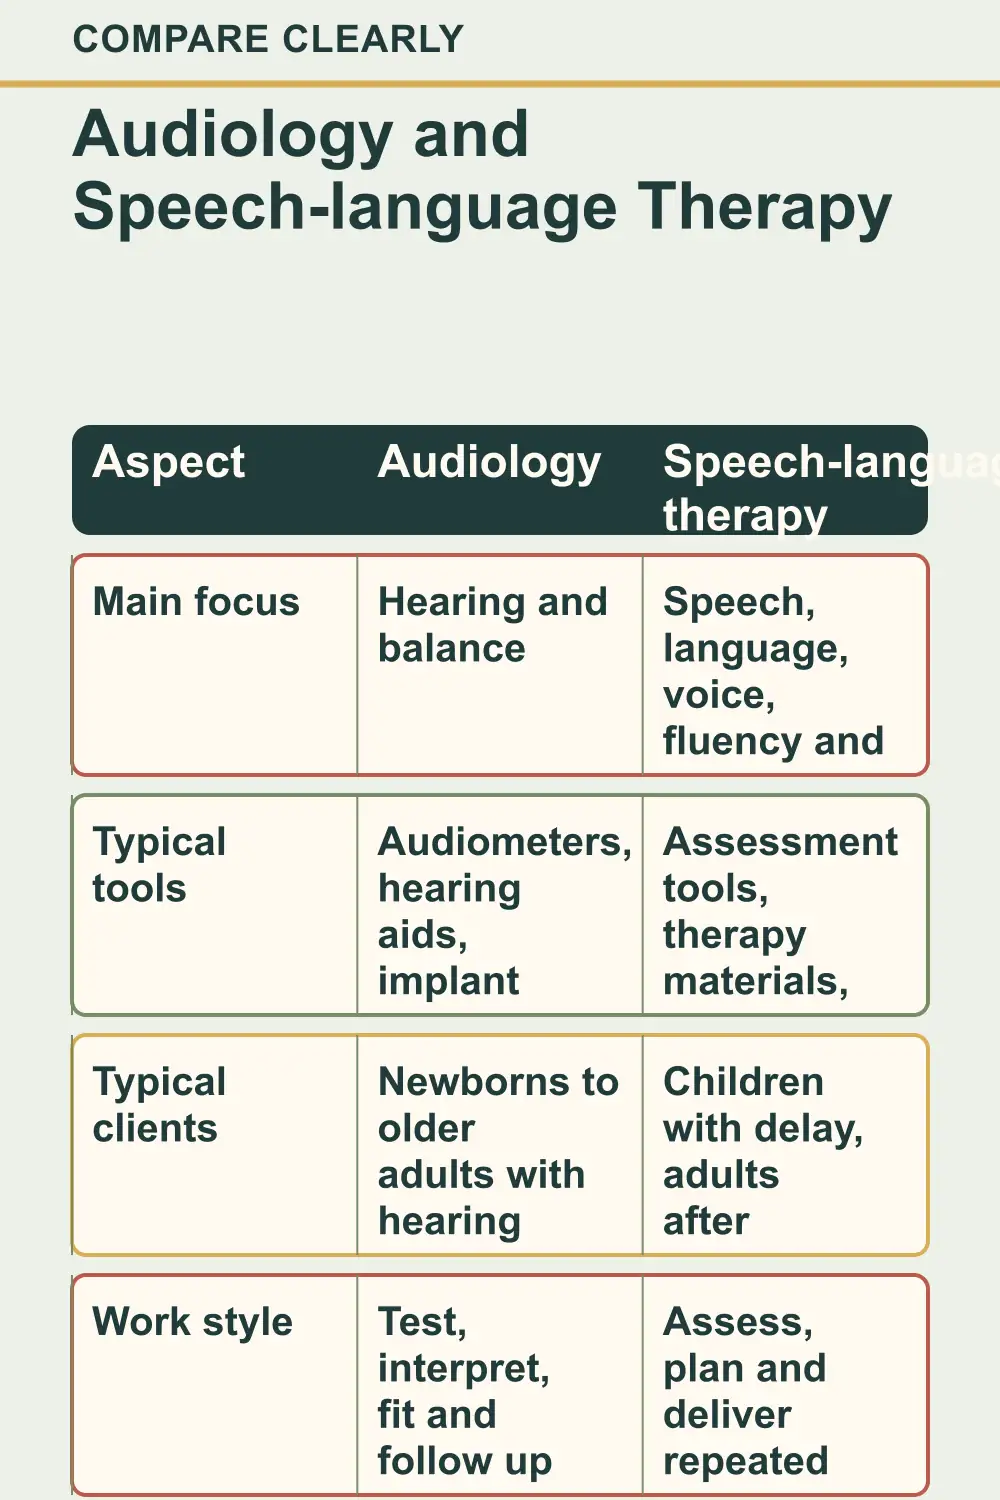 COMPARE CLEARLY
Audiology and
Speech-language Therapy
Aspect
Audiology
Speech-languag
therapy
Main focus
Hearing and
balance
Speech,
language,
voice,
fluency and
Typical
tools
Audiometers,
hearing
aids,
implant
Assessment
tools,
therapy
materials,
Typical
clients
Newborns to
older
adults with
hearing
Children
with delay,
adults
after
Work style
Test,
interpret,
fit and
follow up
Assess,
plan and
deliver
repeated